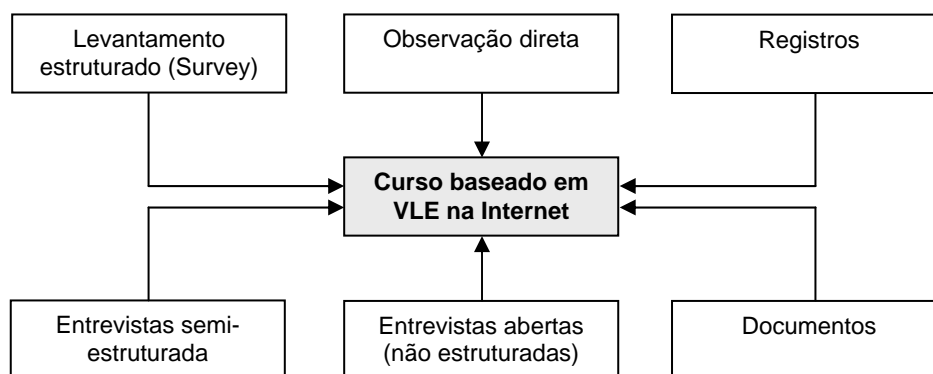 Levantamento
estruturado (Survey)
Observação direta
Registros
Curso baseado em
VLE na Internet
Entrevistas semi-
estruturada
Entrevistas abertas
(não estruturadas)
Documentos